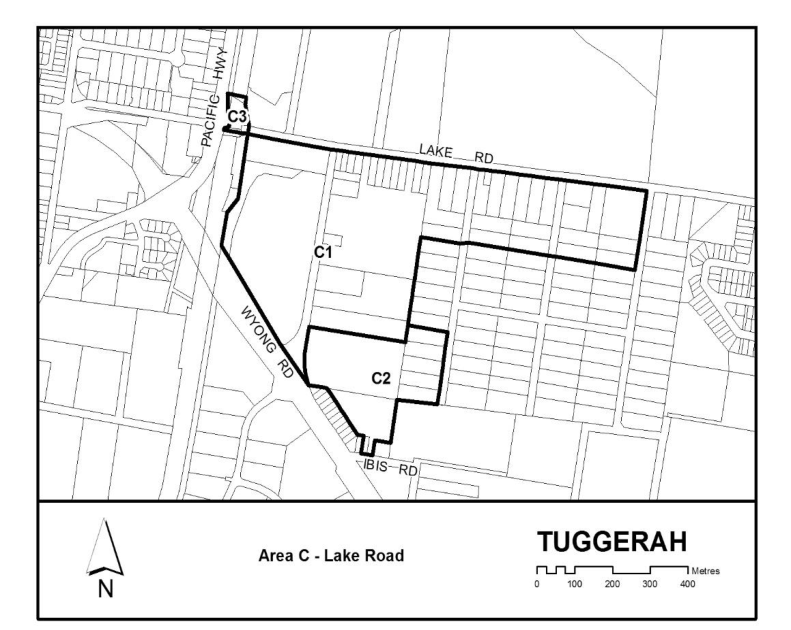 PACIFIC HWY
C3
LAKE RD
C1
WYONG RD
C2
IBIS RD
N
Area C - Lake Road
TUGGERAH
Metres
0 100 200 300 400